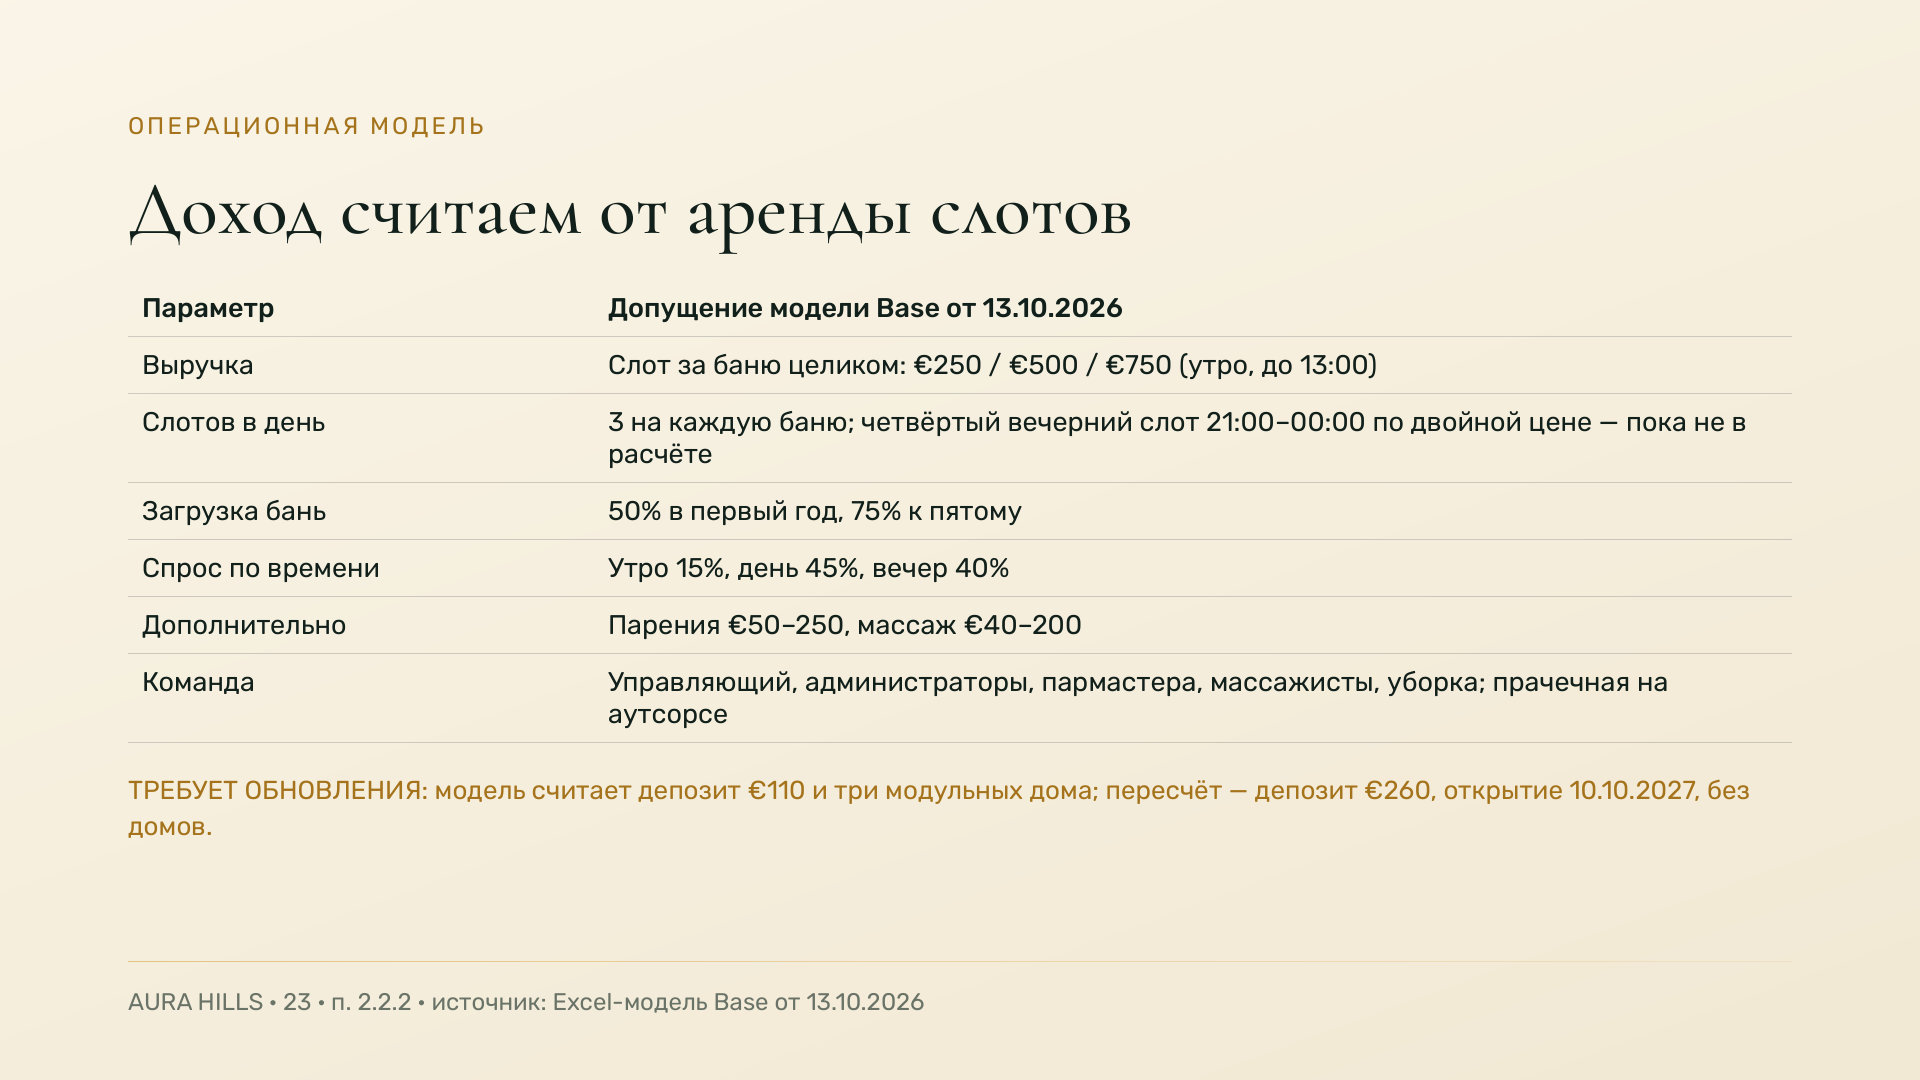 ОПЕРАЦИОННАЯ МОДЕЛЬ
Доход считаем от аренды слотов
Параметр
Допущение модели Base от 13.10.2026
Выручка
Слот за баню целиком: €250 / €500 / €750 (утро, до 13:00)
Слотов в день
3 на каждую баню; четвёртый вечерний слот 21:00–00:00 по двойной цене — пока не в
расчёте
Загрузка бань
50% в первый год, 75% к пятому
Спрос по времени
Утро 15%, день 45%, вечер 40%
Дополнительно
Парения €50–250, массаж €40–200
Команда
Управляющий, администраторы, пармастера, массажисты, уборка; прачечная на
аутсорсе
ТРЕБУЕТ ОБНОВЛЕНИЯ: модель считает депозит €110 и три модульных дома; пересчёт — депозит €260, открытие 10.10.2027, без
домов.
AURA HILLS • 23 • п. 2.2.2 • источник: Excel-модель Base от 13.10.2026